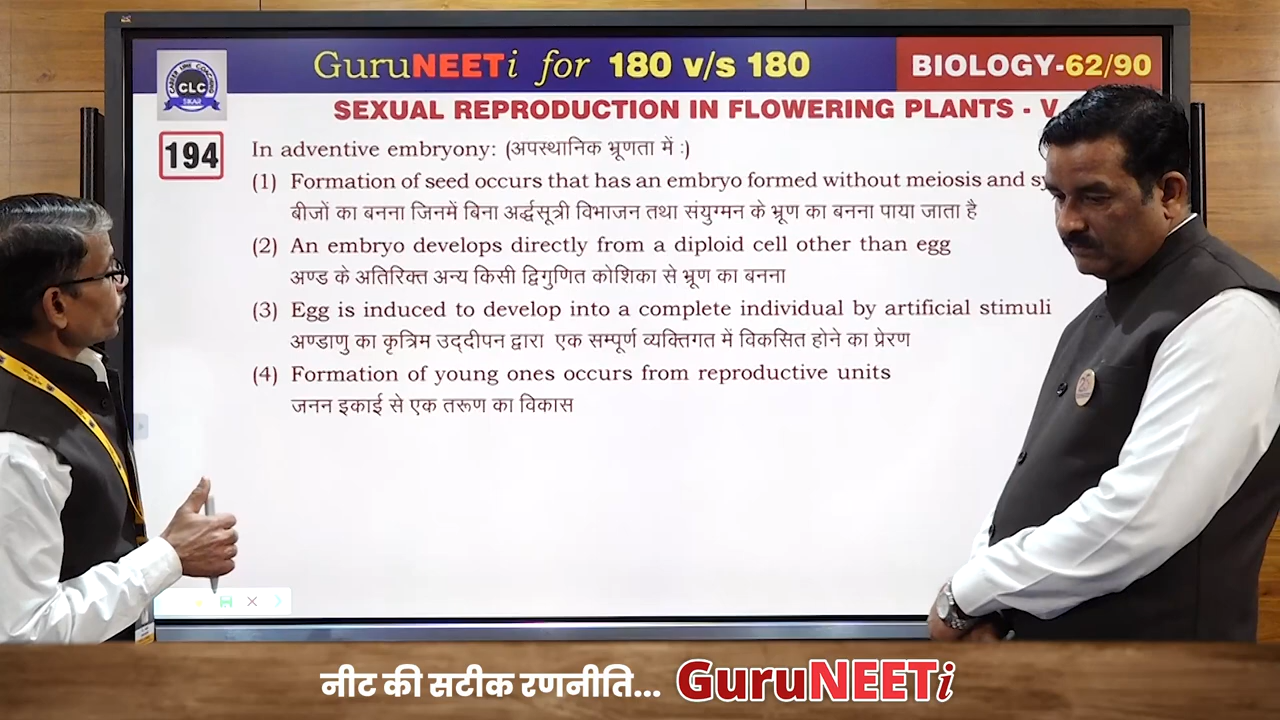 GuruNEETi for 180 v/s 180
BIOLOGY-62/90
CAREER LINE COACHING
CLC
SIKAR
SEXUAL REPRODUCTION IN FLOWERING PLANTS - V
194
In adventive embryony: (अपस्थानिक भ्रूणता में :)
(1) Formation of seed occurs that has an embryo formed without meiosis and sy
बीजों का बनना जिनमें बिना अर्द्धसूत्री विभाजन तथा संयुग्मन के भ्रूण का बनना पाया जाता है
(2) An embryo develops directly from a diploid cell other than egg
अण्ड के अतिरिक्त अन्य किसी द्विगुणित कोशिका से भ्रूण का बनना
(3) Egg is induced to develop into a complete individual by artificial stimuli
अण्डाणु का कृत्रिम उद्‌दीपन द्वारा एक सम्पूर्ण व्यक्तिगत में विकसित होने का प्रेरण
(4) Formation of young ones occurs from reproductive units
जनन इकाई से एक तरूण का विकास
नीट की सटीक रणनीति... GuruNEETi